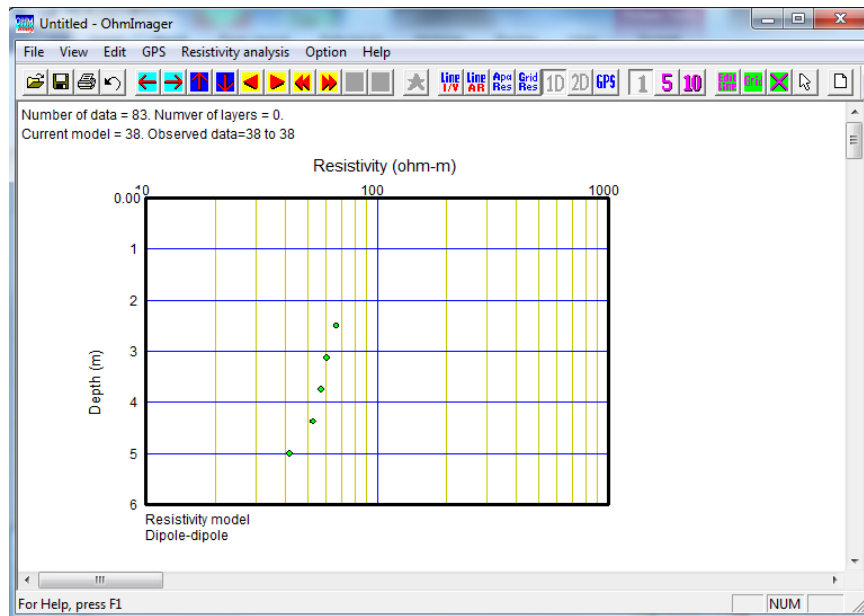 Untitled - OhmImager
File View Edit GPS Resistivity analysis Option Help
Line I/V Line AR Apa Res Grid Res 1D 2D GPS 1 5 10 Edit Line Grid
Number of data = 83. Numver of layers = 0.
Current model = 38. Observed data=38 to 38
Resistivity (ohm-m)
10 100 1000
0.00
1
2
3
4
5
6
Depth (m)
Resistivity model
Dipole-dipole
For Help, press F1 NUM